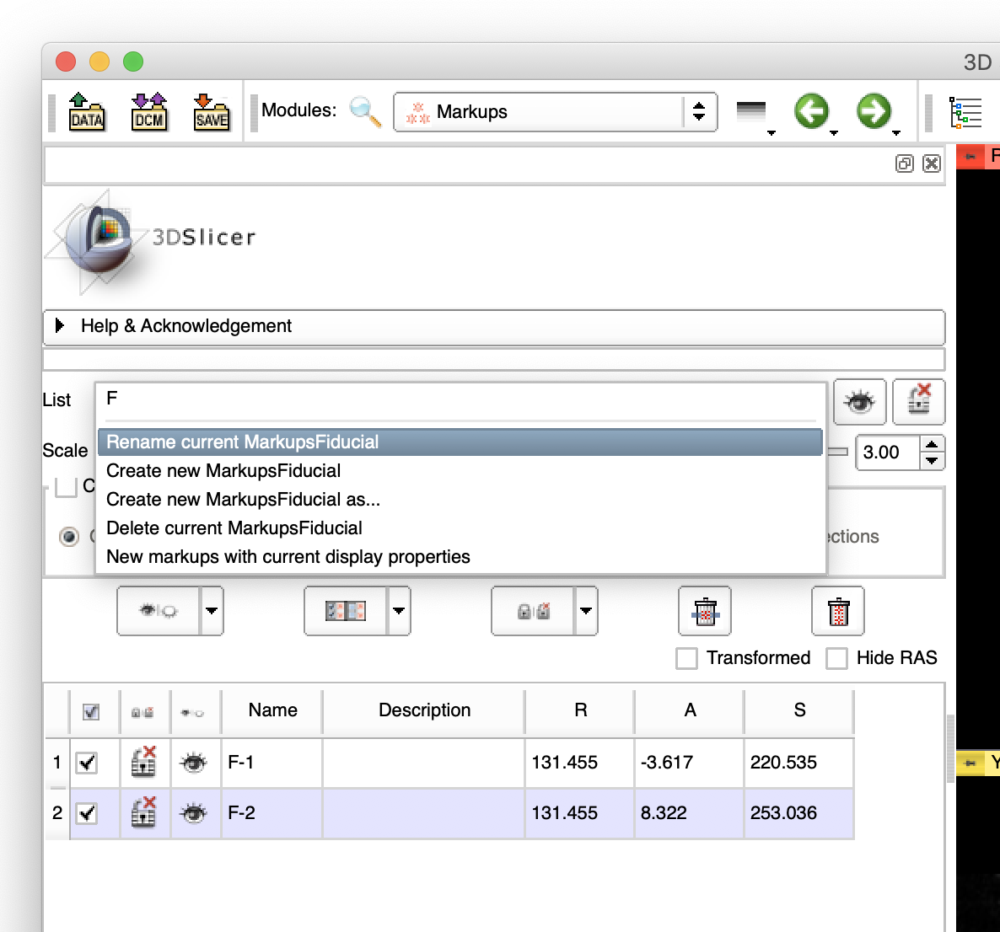 3D
DATA
DCM
SAVE
Modules:
Markups
R
3DSlicer
Help & Acknowledgement
List
F
Scale
Rename current MarkupsFiducial
3.00
Create new MarkupsFiducial
C
Create new MarkupsFiducial as...
Delete current MarkupsFiducial
ections
New markups with current display properties
Transformed
Hide RAS
Name Description R A S
1 F-1 131.455 -3.617 220.535
Y
2 F-2 131.455 8.322 253.036